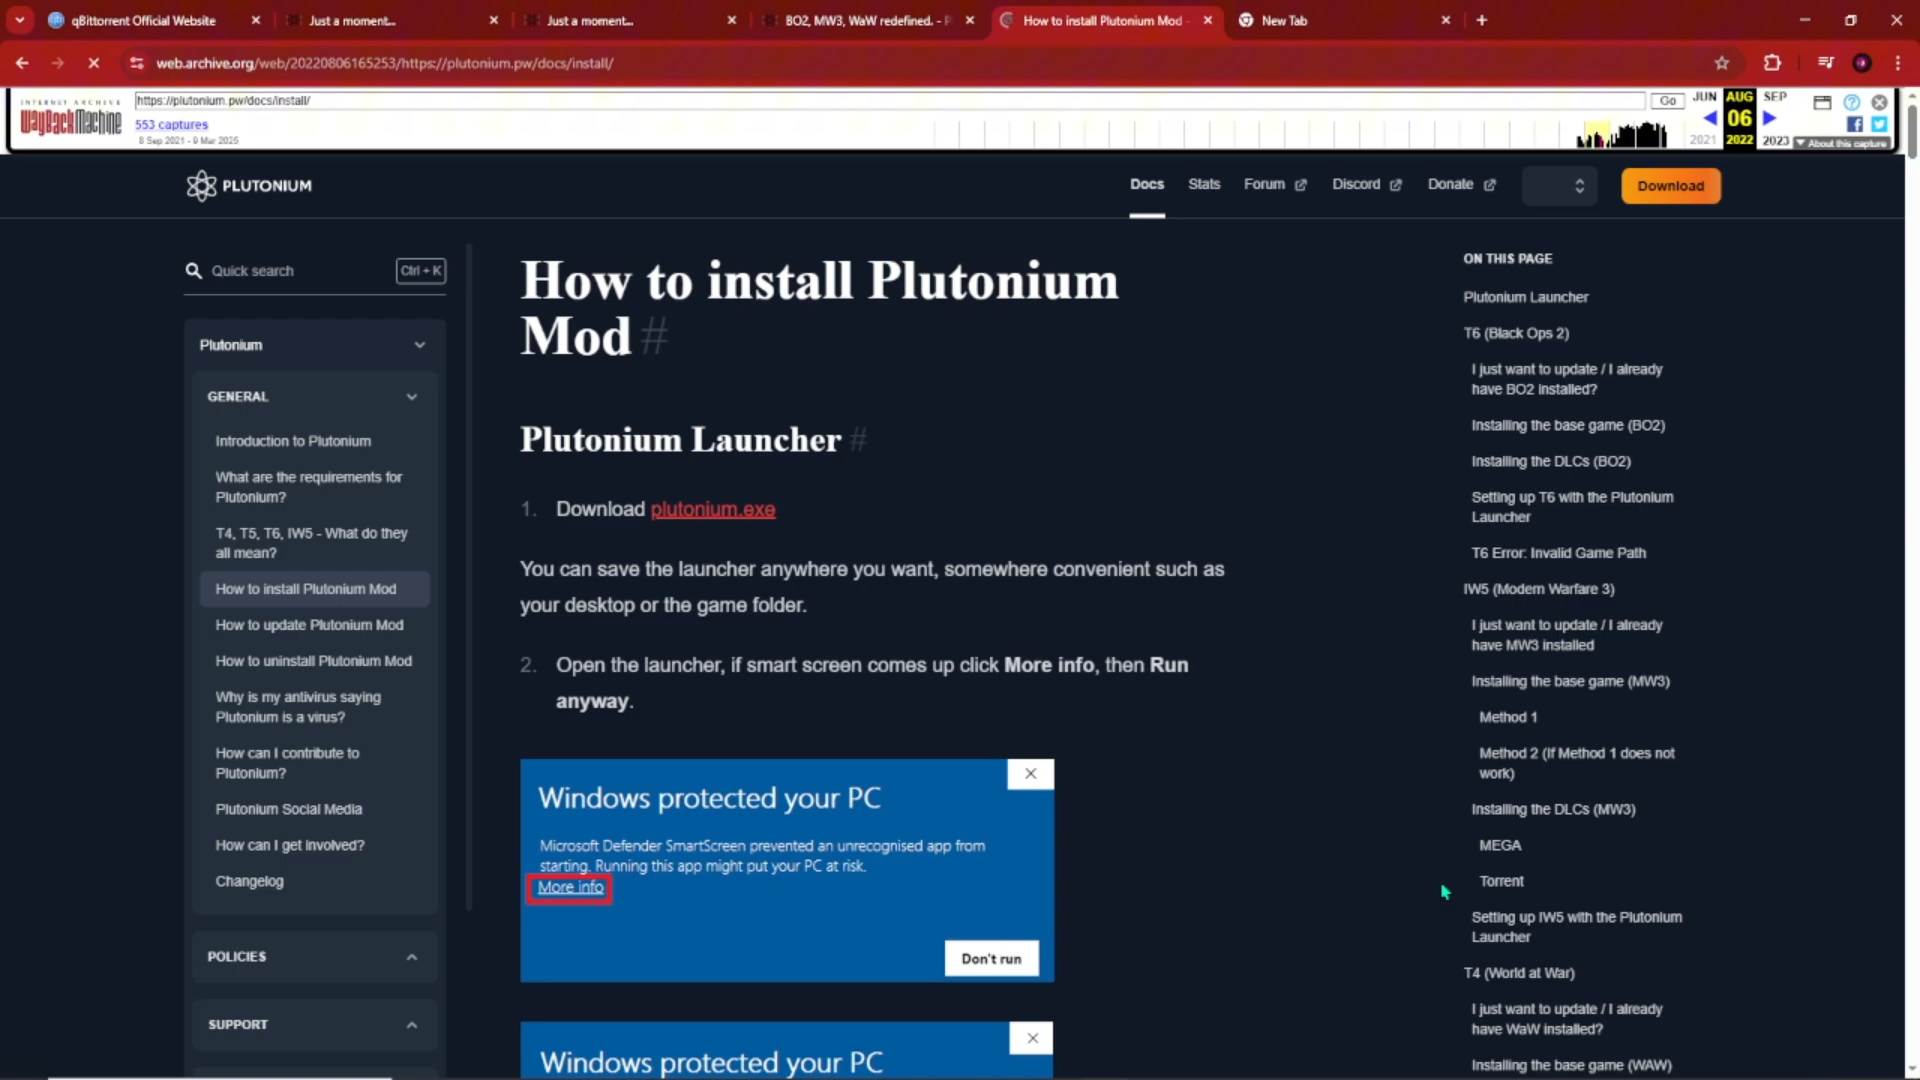 qBittorrent Official Website
Just a moment...
Just a moment...
BO2, MW3, WaW redefined. - P
How to install Plutonium Mod -
New Tab
web.archive.org/web/20220806165253/https://plutonium.pw/docs/install/
INTERNET ARCHIVE
WayBackMachine
https://plutonium.pw/docs/install/
Go
553 captures
8 Sep 2021 - 9 Mar 2025
JUN
AUG
SEP
06
2021
2022
2023
About this capture
PLUTONIUM
Docs
Stats
Forum
Discord
Donate
Download
Quick search
Ctrl + K
Plutonium
GENERAL
Introduction to Plutonium
What are the requirements for
Plutonium?
T4, T5, T6, IW5 - What do they
all mean?
How to install Plutonium Mod
How to update Plutonium Mod
How to uninstall Plutonium Mod
Why is my antivirus saying
Plutonium is a virus?
How can I contribute to
Plutonium?
Plutonium Social Media
How can I get involved?
Changelog
POLICIES
SUPPORT
How to install Plutonium
Mod #
Plutonium Launcher #
1. Download plutonium.exe
You can save the launcher anywhere you want, somewhere convenient such as
your desktop or the game folder.
2. Open the launcher, if smart screen comes up click More info, then Run
anyway.
Windows protected your PC
Microsoft Defender SmartScreen prevented an unrecognised app from
starting. Running this app might put your PC at risk.
More info
Don't run
Windows protected your PC
ON THIS PAGE
Plutonium Launcher
T6 (Black Ops 2)
I just want to update / I already
have BO2 installed?
Installing the base game (BO2)
Installing the DLCs (BO2)
Setting up T6 with the Plutonium
Launcher
T6 Error: Invalid Game Path
IW5 (Modern Warfare 3)
I just want to update / I already
have MW3 installed
Installing the base game (MW3)
Method 1
Method 2 (If Method 1 does not
work)
Installing the DLCs (MW3)
MEGA
Torrent
Setting up IW5 with the Plutonium
Launcher
T4 (World at War)
I just want to update / I already
have WaW installed?
Installing the base game (WAW)